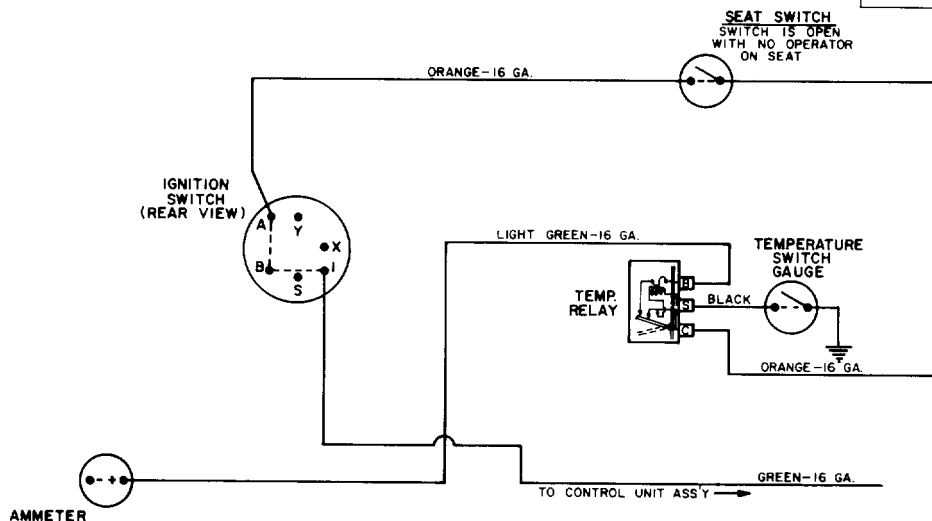 SEAT SWITCH
SWITCH IS OPEN
WITH NO OPERATOR
ON SEAT
ORANGE-16 GA.
IGNITION
SWITCH
(REAR VIEW)
A
Y
X
B
I
S
LIGHT GREEN-16 GA.
TEMPERATURE
SWITCH
GAUGE
TEMP.
RELAY
B
S
C
BLACK
ORANGE-16 GA.
- +
AMMETER
GREEN-16 GA.
TO CONTROL UNIT ASS'Y